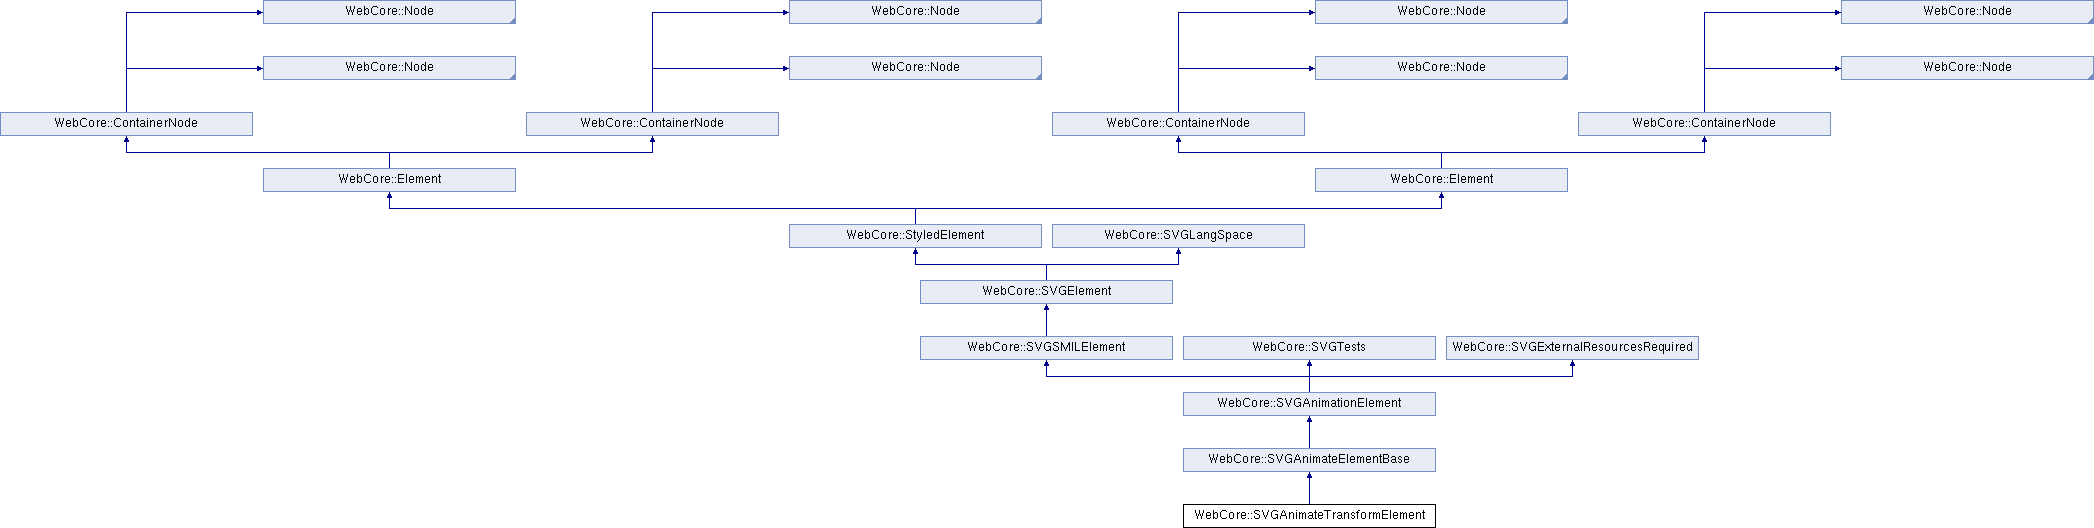 WebCore::Node
WebCore::Node
WebCore::Node
WebCore::Node
WebCore::Node
WebCore::Node
WebCore::Node
WebCore::Node
WebCore::ContainerNode
WebCore::ContainerNode
WebCore::ContainerNode
WebCore::ContainerNode
WebCore::Element
WebCore::Element
WebCore::StyledElement
WebCore::SVGLangSpace
WebCore::SVGElement
WebCore::SVGSMILElement
WebCore::SVGTests
WebCore::SVGExternalResourcesRequired
WebCore::SVGAnimationElement
WebCore::SVGAnimateElementBase
WebCore::SVGAnimateTransformElement